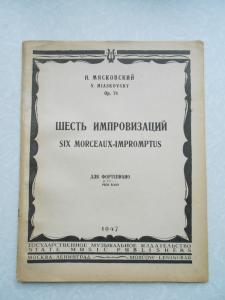 Н. МЯСКОВСКИЙ
N. MIASKOVSKY
Op. 74
ШЕСТЬ ИМПРОВИЗАЦИЙ
SIX MORCEAUX-IMPROMPTUS
ДЛЯ ФОРТЕПИАНО
1947
ГОСУДАРСТВЕННОЕ МУЗЫКАЛЬНОЕ ИЗДАТЕЛЬСТВО
STATE MUSIC PUBLISHERS
МОСКВА ЛЕНИНГРАД MOSCOW LENINGRAD